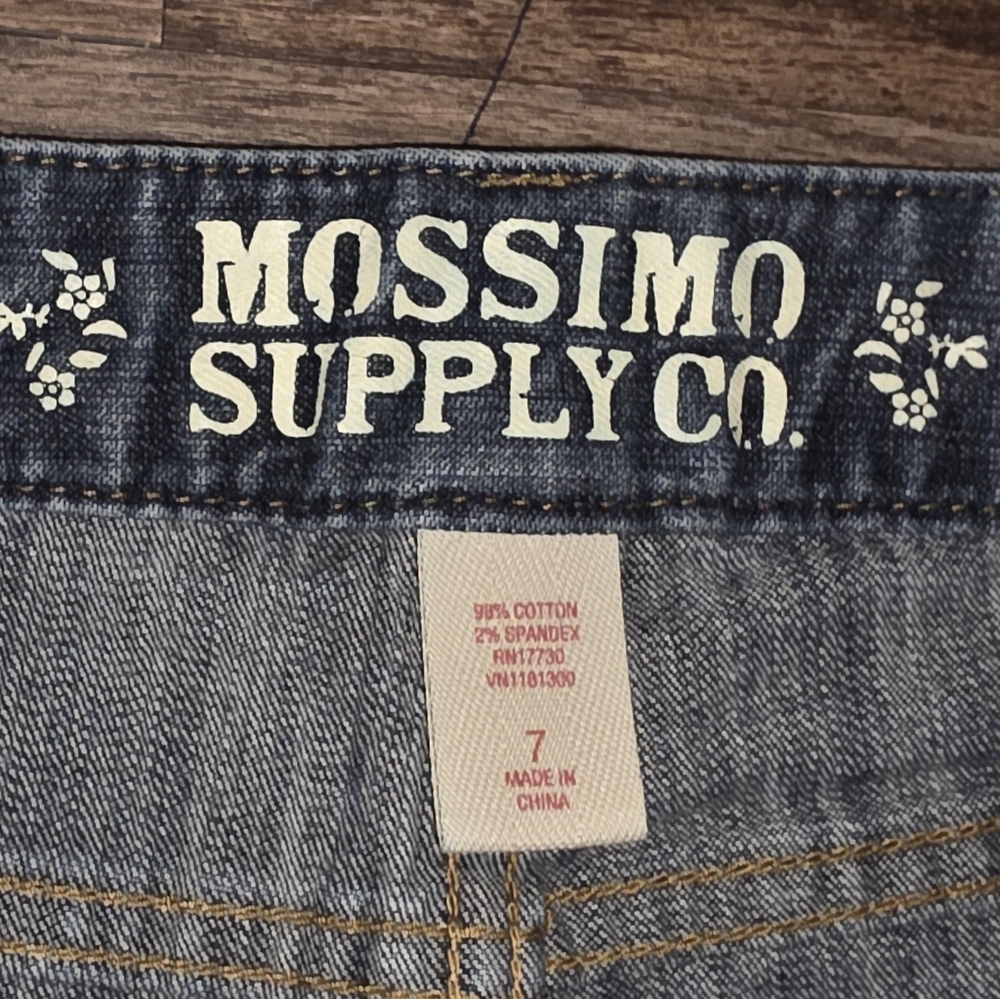 MOSSIMO
SUPPLY CO.
98% COTTON
2% SPANDEX
RN17730
VN1181300
7
MADE IN
CHINA